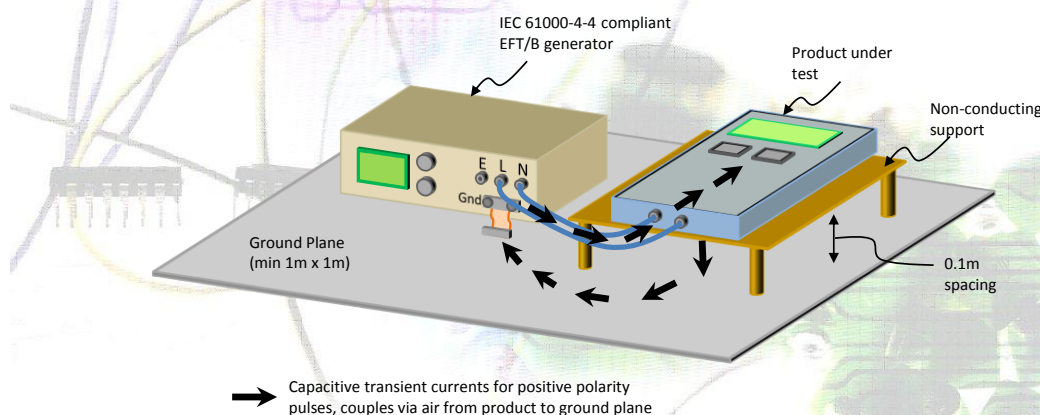 IEC 61000-4-4 compliant
EFT/B generator
Product under
test
Non-conducting
support
E L N
Gnd
Ground Plane
(min 1m x 1m)
0.1m
spacing
Capacitive transient currents for positive polarity
pulses, couples via air from product to ground plane